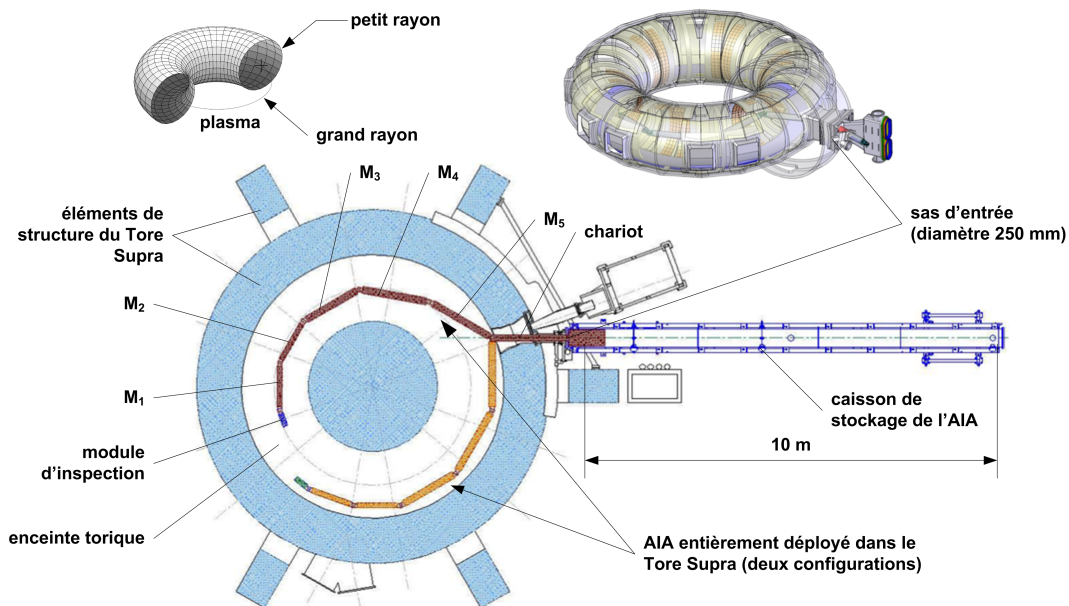 petit rayon
plasma
grand rayon
M₃
M₄
éléments de
structure du Tore
Supra
M₅
chariot
sas d’entrée
(diamètre 250 mm)
M₂
M₁
caisson de
stockage de l’AIA
module
d’inspection
10 m
enceinte torique
AIA entièrement déployé dans le
Tore Supra (deux configurations)